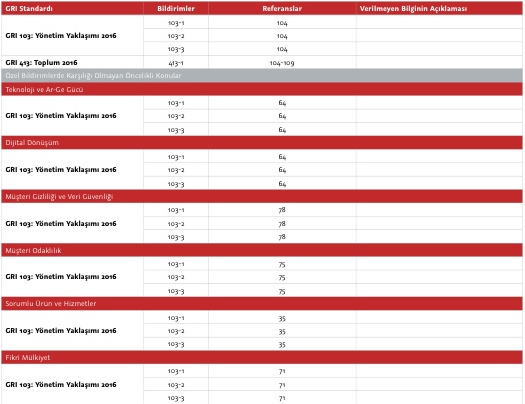 GRI Standardı Bildirimler Referanslar Verilmeyen Bilginin Açıklaması
103-1 104
GRI 103: Yönetim Yaklaşımı 2016 103-2 104
103-3 104
GRI 413: Toplum 2016 413-1 104-109
Özel Bildirimlerde Karşılığı Olmayan Öncelikli Konular
Teknoloji ve Ar-Ge Gücü
103-1 64
GRI 103: Yönetim Yaklaşımı 2016 103-2 64
103-3 64
Dijital Dönüşüm
103-1 64
GRI 103: Yönetim Yaklaşımı 2016 103-2 64
103-3 64
Müşteri Gizliliği ve Veri Güvenliği
103-1 78
GRI 103: Yönetim Yaklaşımı 2016 103-2 78
103-3 78
Müşteri Odaklılık
103-1 75
GRI 103: Yönetim Yaklaşımı 2016 103-2 75
103-3 75
Sorumlu Ürün ve Hizmetler
103-1 35
GRI 103: Yönetim Yaklaşımı 2016 103-2 35
103-3 35
Fikri Mülkiyet
103-1 71
GRI 103: Yönetim Yaklaşımı 2016 103-2 71
103-3 71